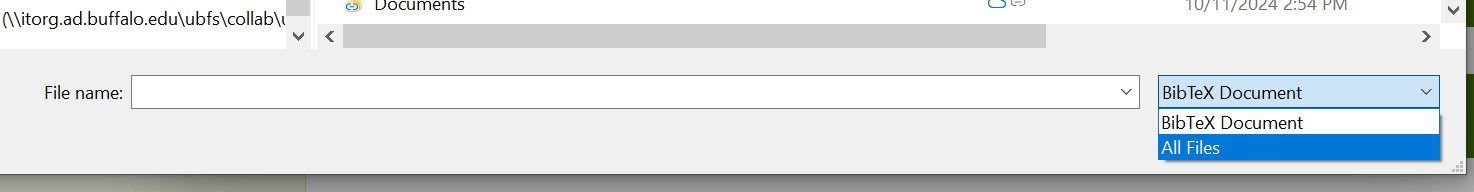 Documents
10/11/2024 2:54 PM
(\\itorg.ad.buffalo.edu\ubfs\collab\u
File name:
BibTeX Document
BibTeX Document
All Files